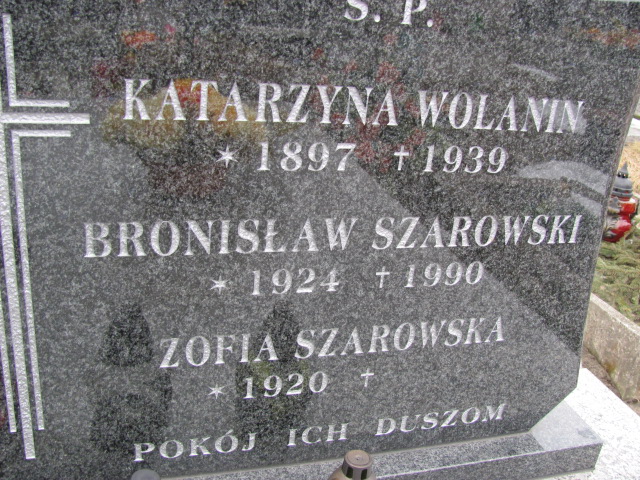 Ś. P.
KATARZYNA WOLANIN
* 1897 † 1939
BRONISŁAW SZAROWSKI
* 1924 † 1990
ZOFIA SZAROWSKA
* 1920 †
POKÓJ ICH DUSZOM